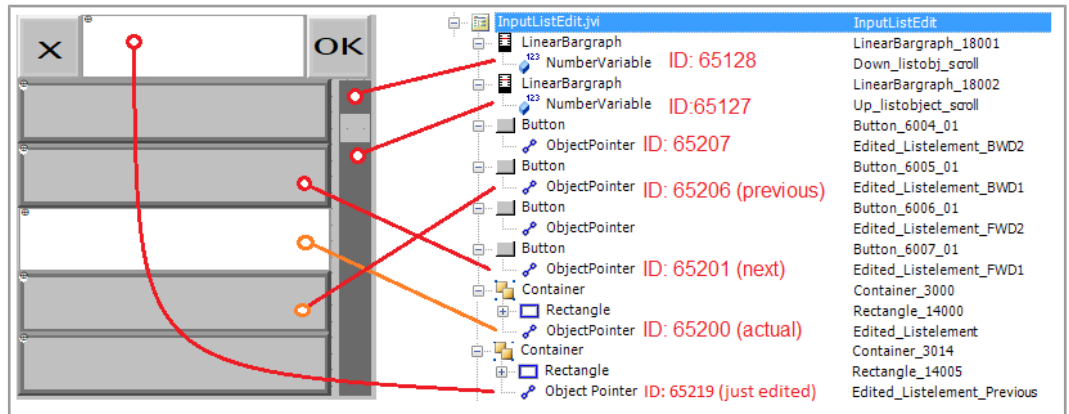 X
OK
InputListEdit.jvi InputListEdit
LinearBargraph LinearBargraph_18001
123 NumberVariable ID: 65128 Down_listobj_scroll
LinearBargraph LinearBargraph_18002
123 NumberVariable ID:65127 Up_listobject_scroll
Button Button_6004_01
ObjectPointer ID: 65207 Edited_Listelement_BWD2
Button Button_6005_01
ObjectPointer ID: 65206 (previous) Edited_Listelement_BWD1
Button Button_6006_01
ObjectPointer Edited_Listelement_FWD2
Button Button_6007_01
ObjectPointer ID: 65201 (next) Edited_Listelement_FWD1
Container Container_3000
Rectangle Rectangle_14000
ObjectPointer ID: 65200 (actual) Edited_Listelement
Container Container_3014
Rectangle Rectangle_14005
Object Pointer ID: 65219 (just edited) Edited_Listelement_Previous